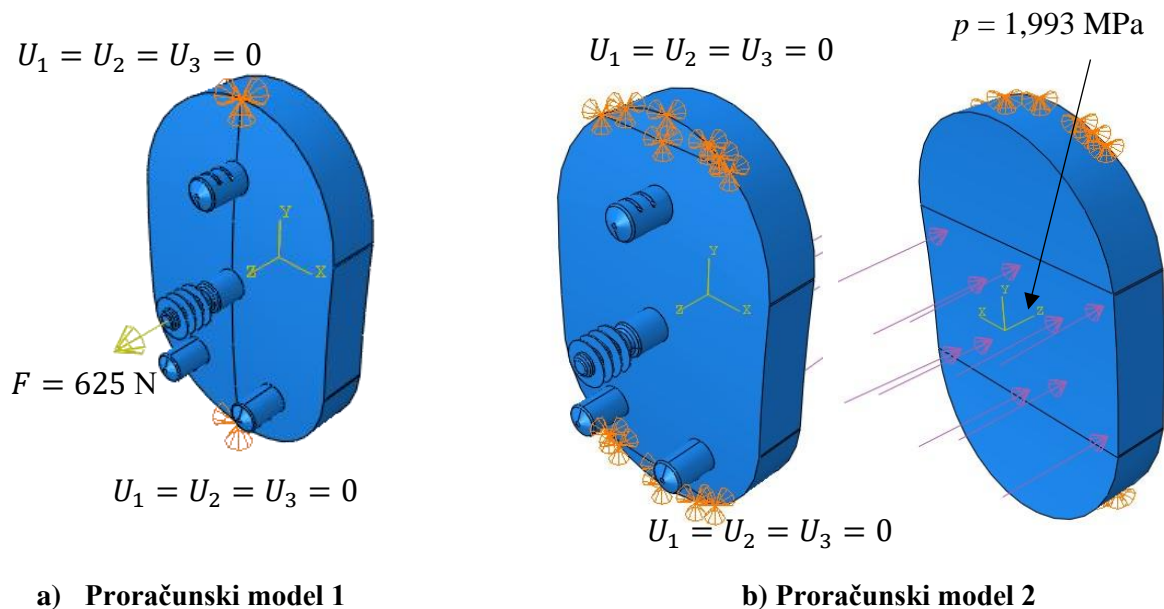 U₁ = U₂ = U₃ = 0
Y
Z
X
F = 625 N
U₁ = U₂ = U₃ = 0
a) Proračunski model 1
p = 1,993 MPa
U₁ = U₂ = U₃ = 0
Y
Z
X
Y
X
Z
U₁ = U₂ = U₃ = 0
b) Proračunski model 2